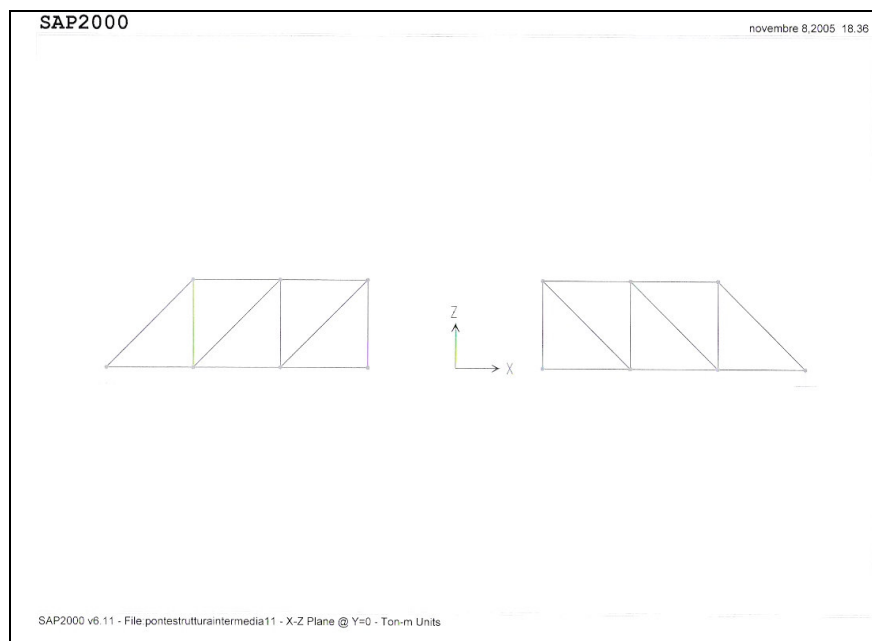 SAP2000
novembre 8,2005 18.36
Z
X
SAP2000 v6.11 - File:pontestrutturaintermedia11 - X-Z Plane @ Y=0 - Ton-m Units